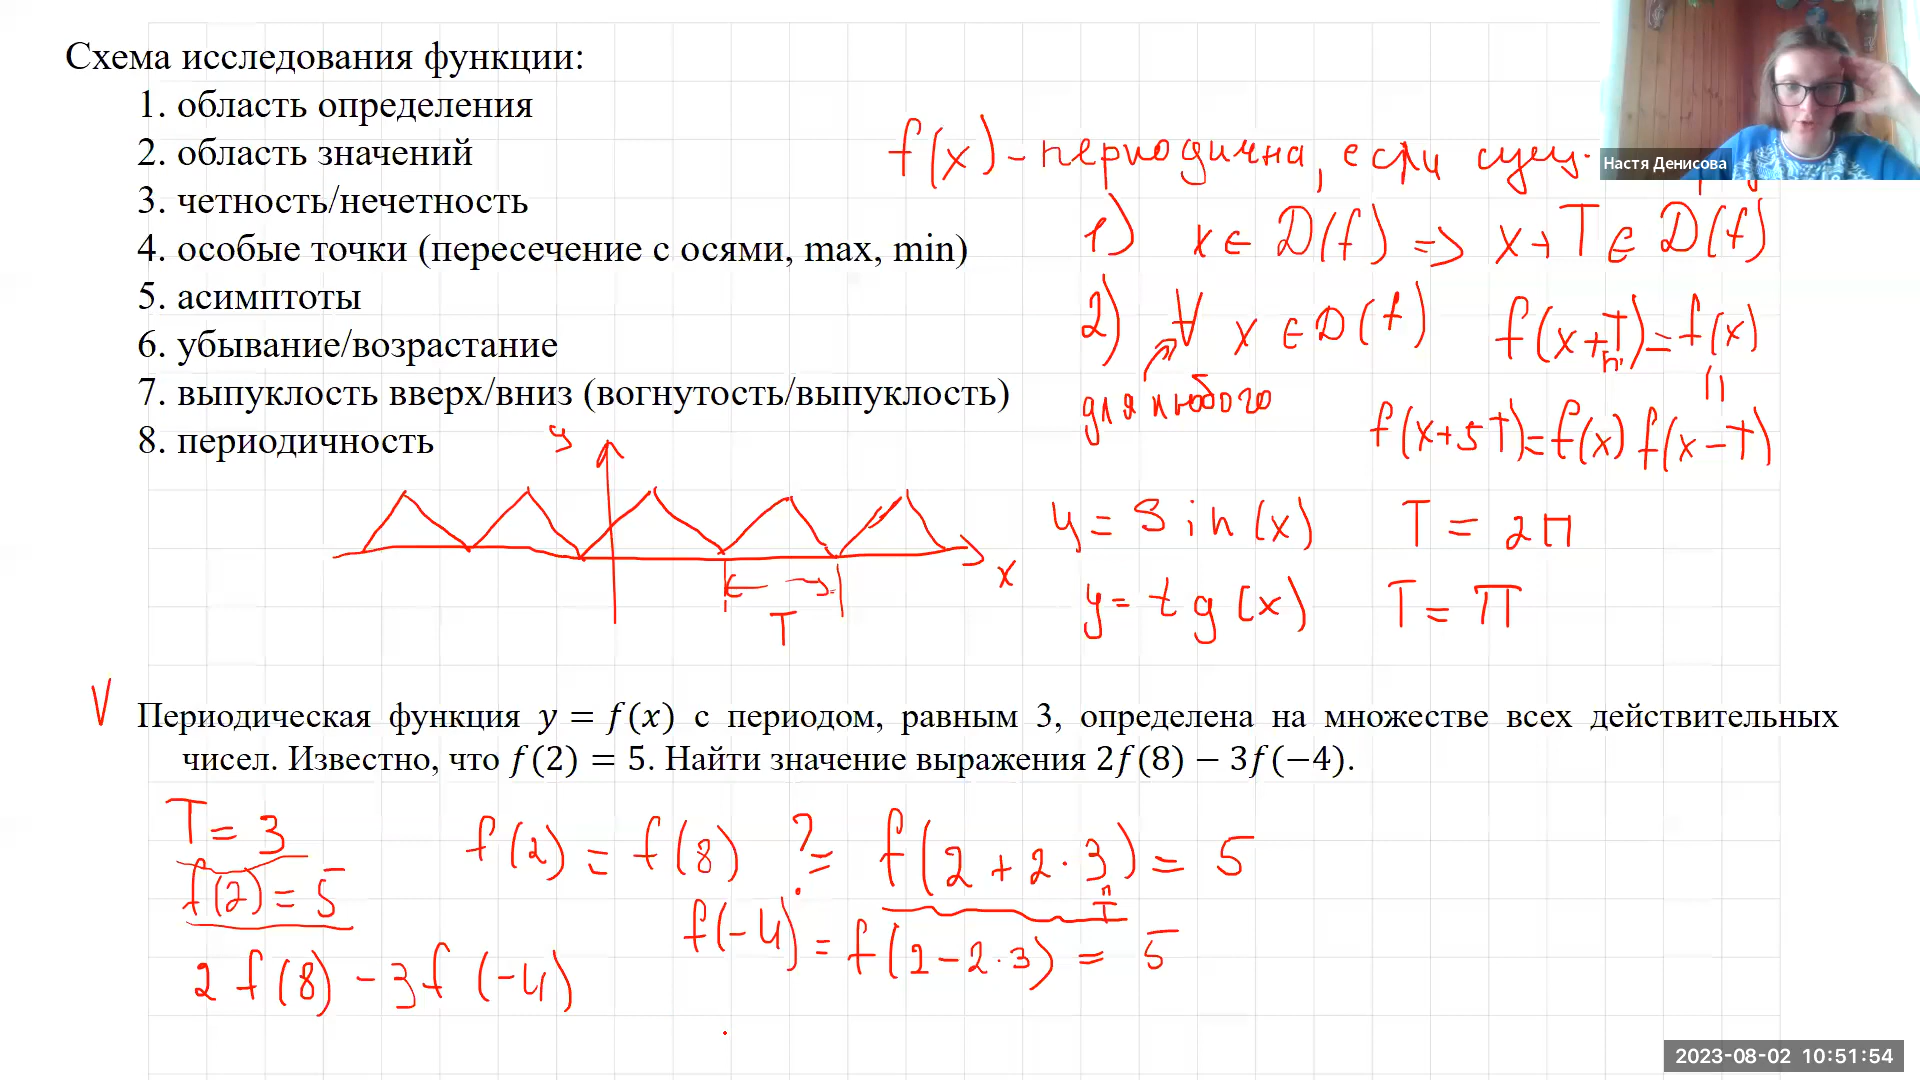 Схема исследования функции:
1. область определения
2. область значений
3. четность/нечетность
4. особые точки (пересечение с осями, max, min)
5. асимптоты
6. убывание/возрастание
7. выпуклость вверх/вниз (вогнутость/выпуклость)
8. периодичность
f(x) - периодична, если сущ.
1) x ∈ D(f) => x+T ∈ D(f)
2) ∀ x ∈ D(f) f(x+T) = f(x)
для любого
f(x+5T) = f(x) f(x-T)
y = sin(x) T = 2π
y = tg(x) T = π
y
x
T
Настя Денисова
V Периодическая функция y = f(x) с периодом, равным 3, определена на множестве всех действительных
чисел. Известно, что f(2) = 5. Найти значение выражения 2f(8) − 3f(−4).
T = 3
f(2) = 5
2f(8) - 3f(-4)
f(2) = f(8) ?= f(2+2·3) = 5
T
f(-4) = f(2-2·3) = 5
2023-08-02 10:51:54